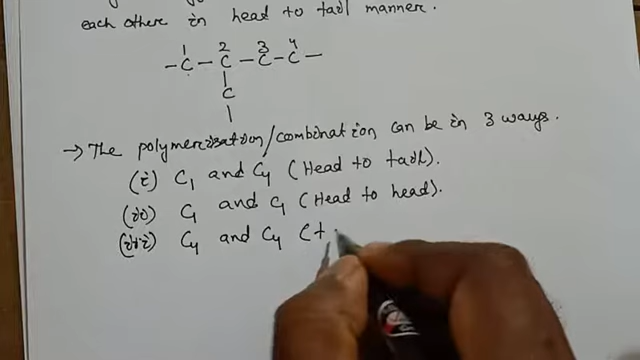 each other in head to tail manner.
1 2 3 4
- C - C - C - C -
|
C
|
→ The polymerisation/combination can be in 3 ways.
(i) C1 and C4 (Head to tail).
(ii) C1 and C1 (Head to head).
(iii) C4 and C4 (t